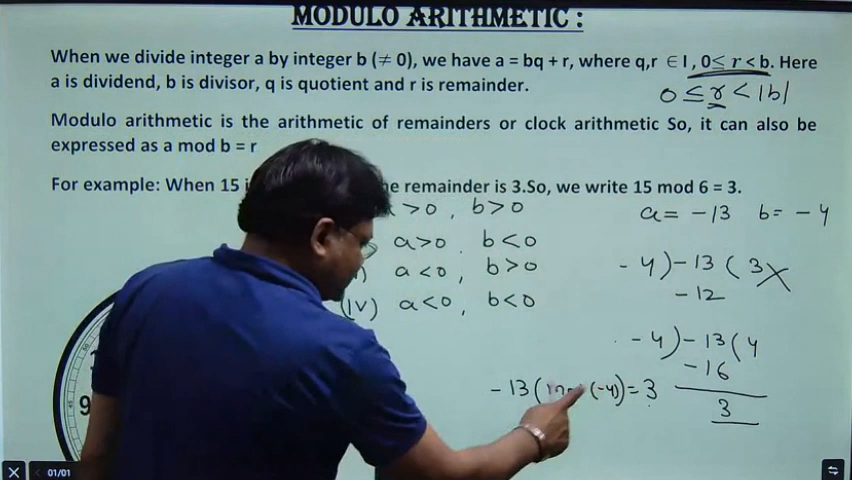 MODULO ARITHMETIC :
When we divide integer a by integer b (≠ 0), we have a = bq + r, where q,r ∈ I , 0≤ r < b. Here
a is dividend, b is divisor, q is quotient and r is remainder.
0 ≤ r < |b|
Modulo arithmetic is the arithmetic of remainders or clock arithmetic So, it can also be
expressed as a mod b = r
For example: When 15 remainder is 3.So, we write 15 mod 6 = 3.
>0 , b>0
a>0 , b<0
a<0 , b>0
(iv) a<0 , b<0
a = -13 b = -4
-4)-13(3
-12
-4)-13(4
-16
3
-13( (-4))=3
9
01/01